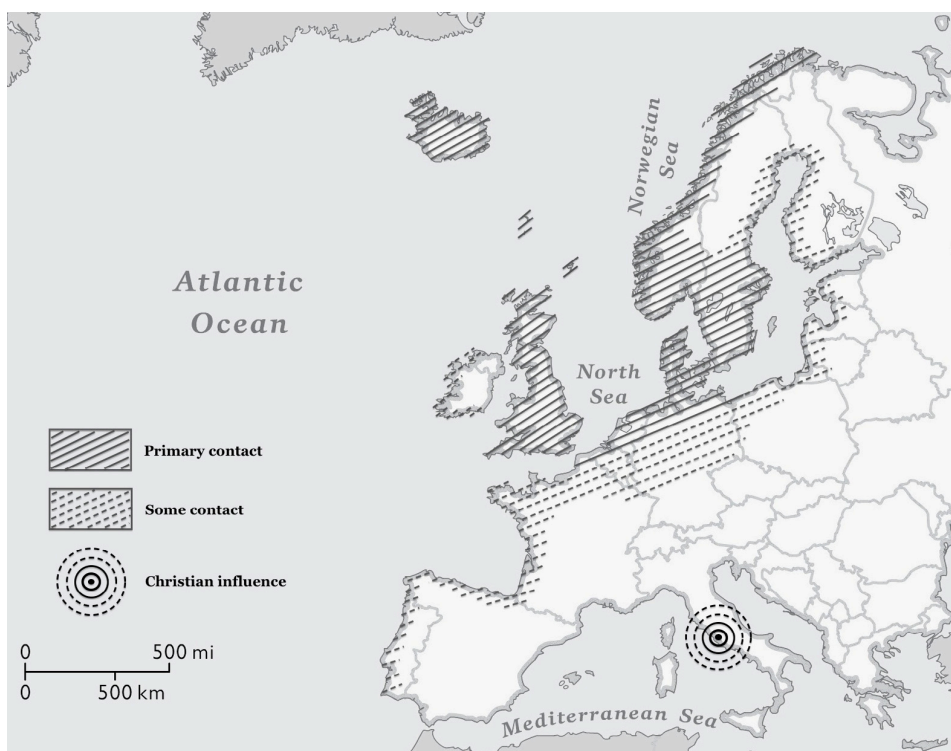 Norwegian
Sea
Atlantic
Ocean
North
Sea
Primary contact
Some contact
Christian influence
0 500 mi
0 500 km
Mediterranean Sea